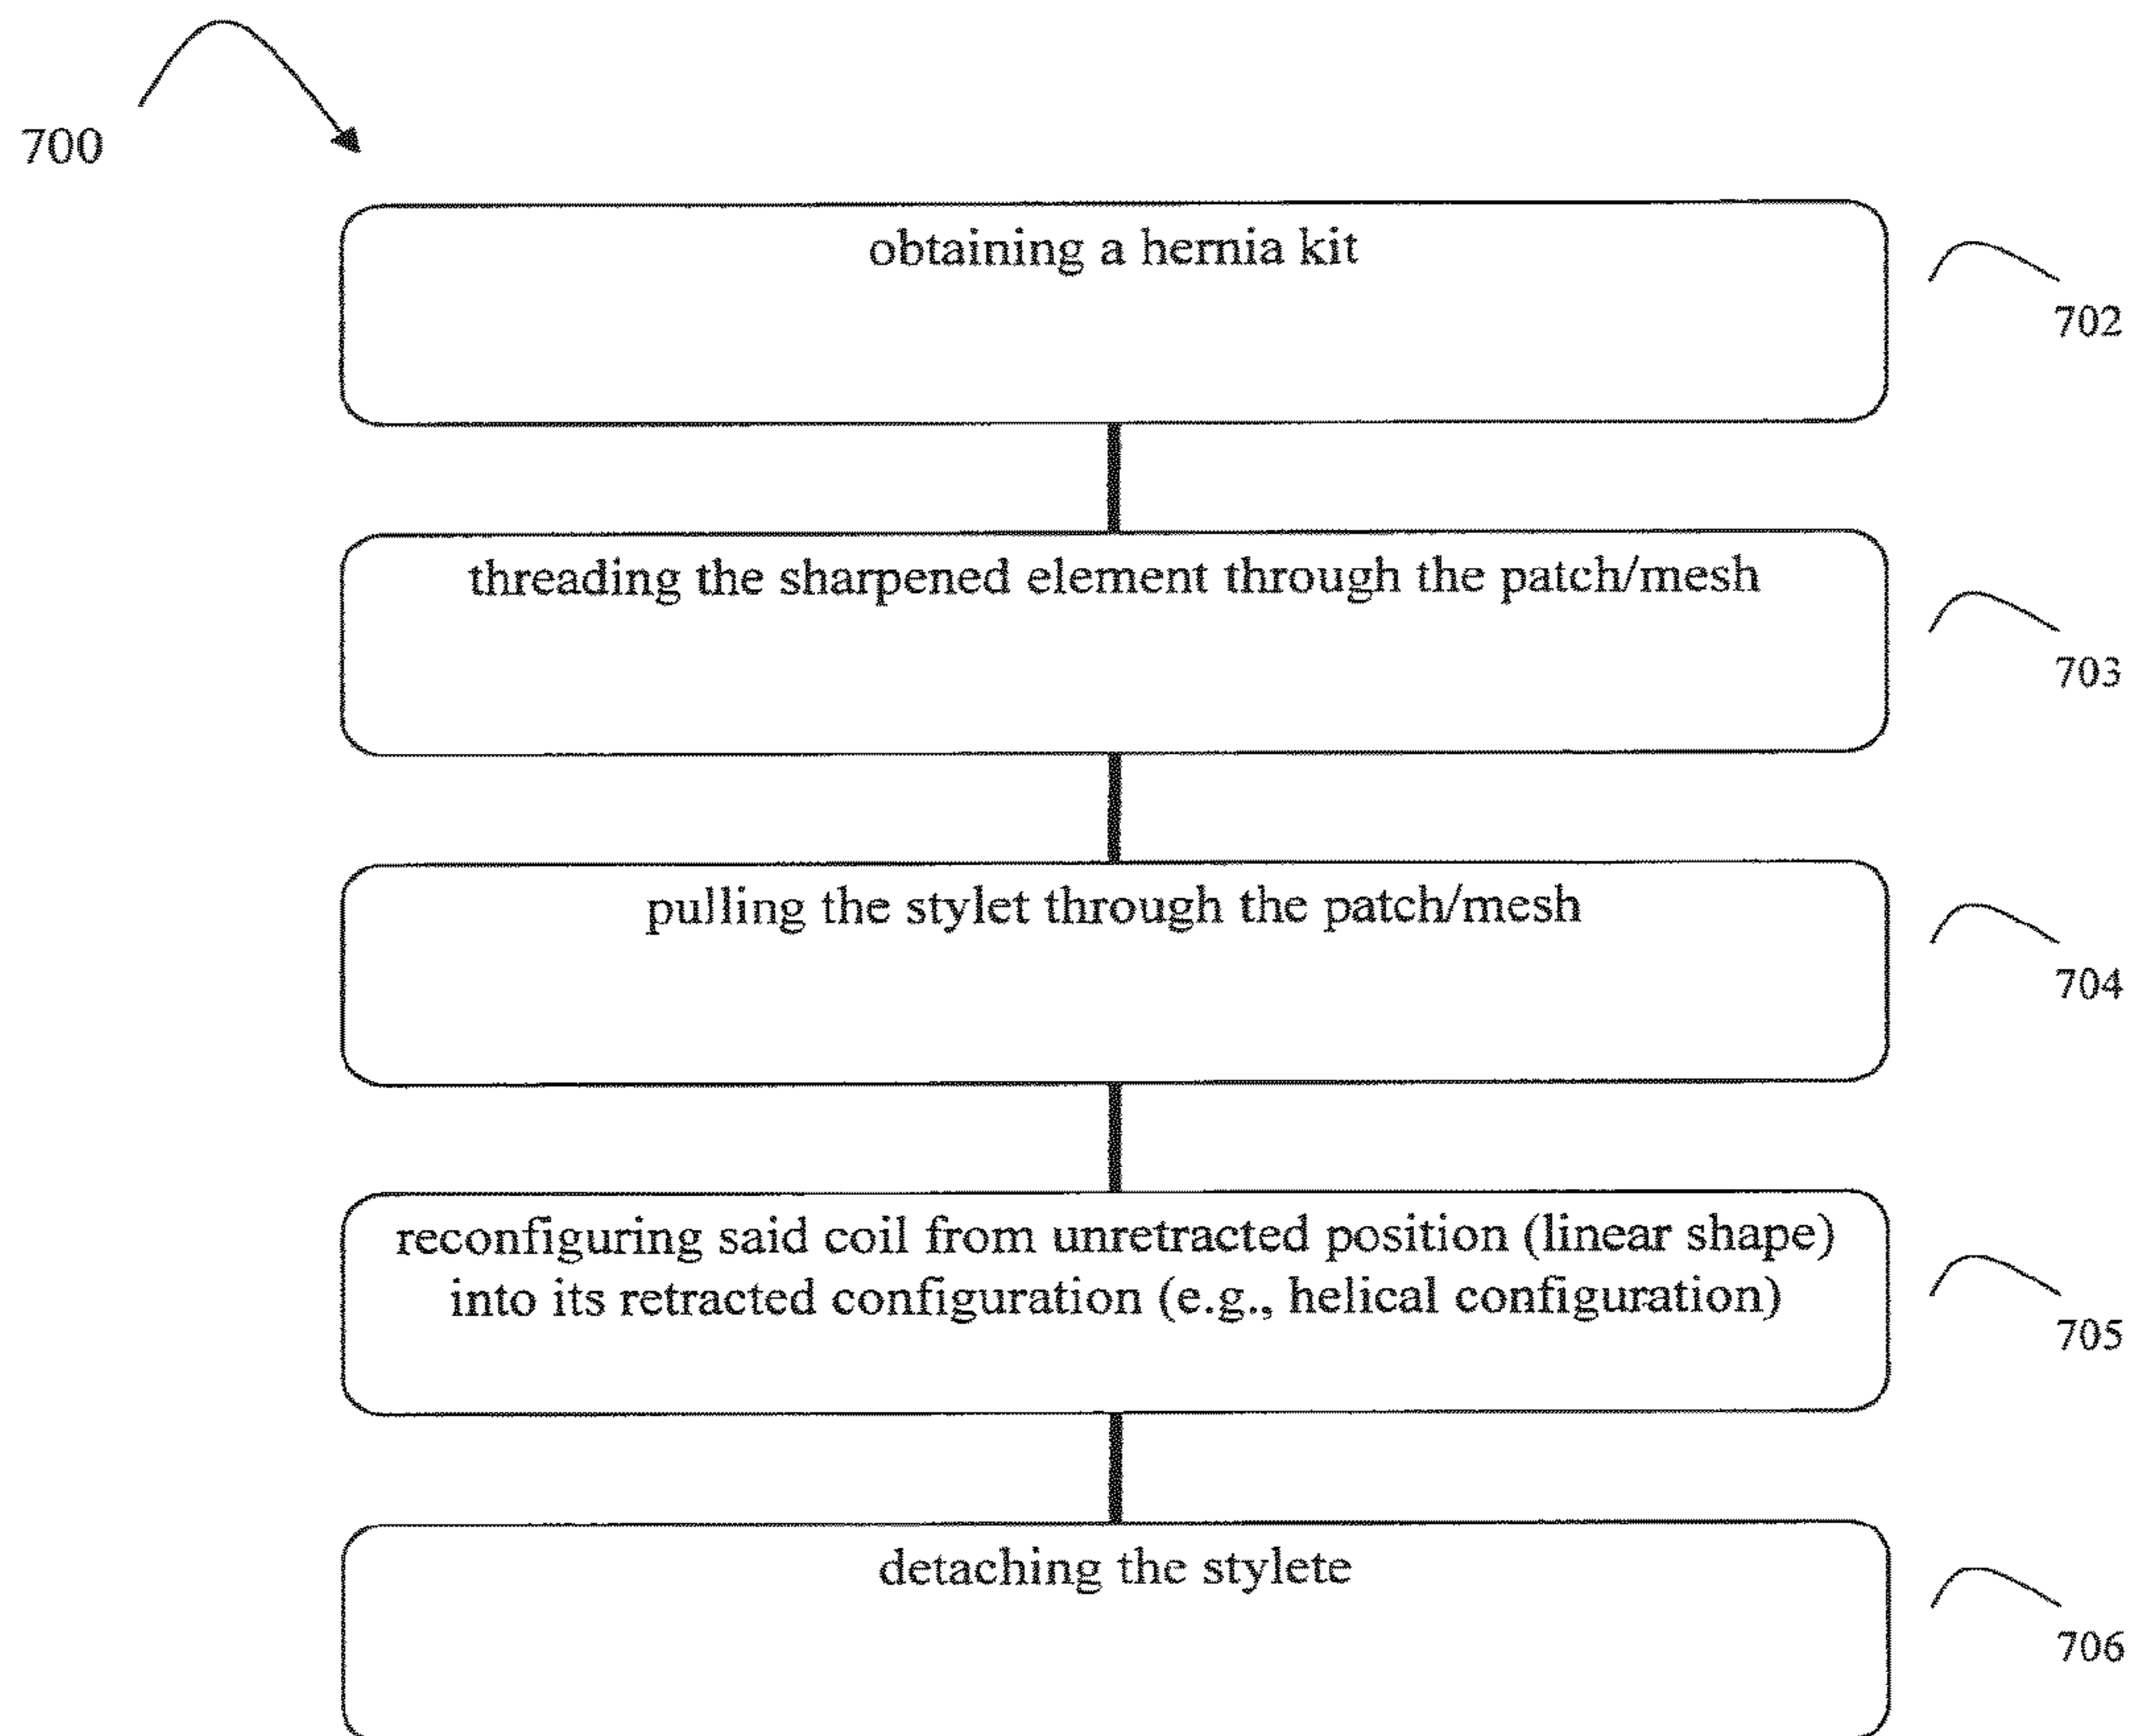 700
obtaining a hernia kit
702
threading the sharpened element through the patch/mesh
703
pulling the stylet through the patch/mesh
704
reconfiguring said coil from unretracted position (linear shape)
into its retracted configuration (e.g., helical configuration)
705
detaching the stylete
706